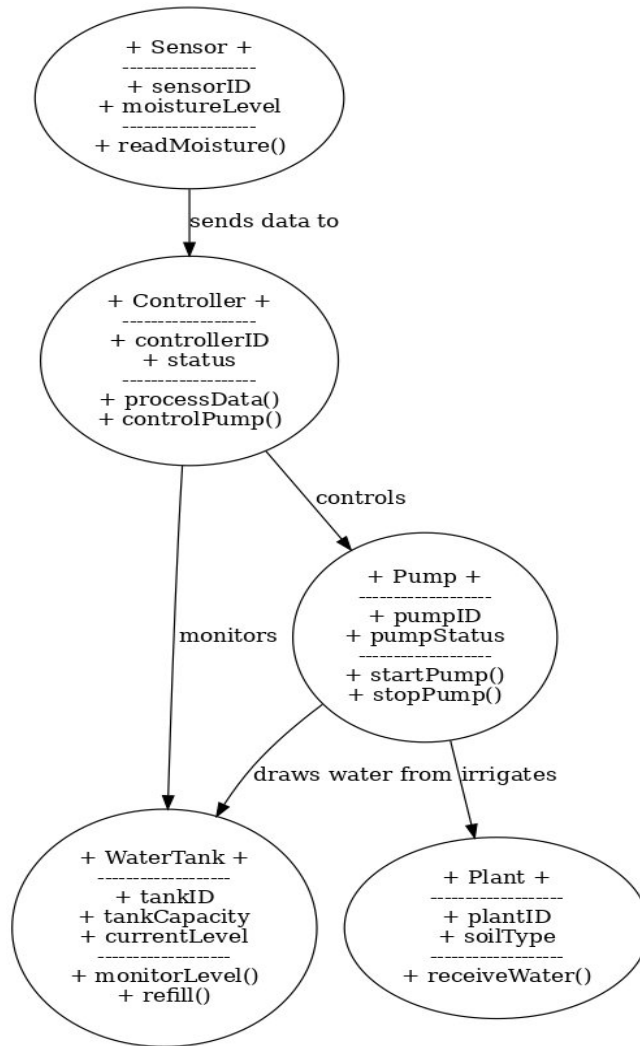 + Sensor +
-------------------
+ sensorID
+ moistureLevel
-------------------
+ readMoisture()
sends data to
+ Controller +
-------------------
+ controllerID
+ status
-------------------
+ processData()
+ controlPump()
controls
+ Pump +
-------------------
+ pumpID
+ pumpStatus
-------------------
+ startPump()
+ stopPump()
monitors
draws water from
irrigates
+ WaterTank +
-------------------
+ tankID
+ tankCapacity
+ currentLevel
-------------------
+ monitorLevel()
+ refill()
+ Plant +
-------------------
+ plantID
+ soilType
-------------------
+ receiveWater()